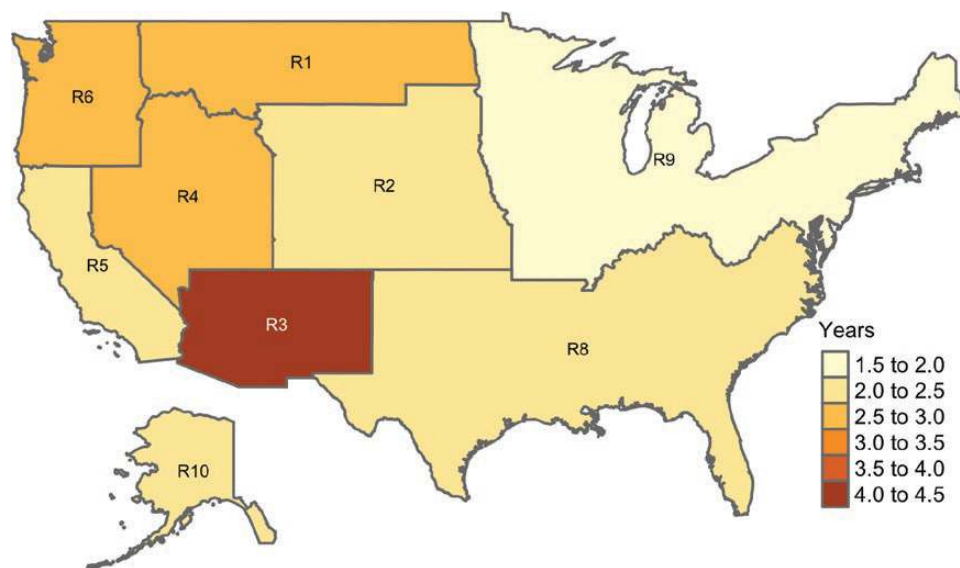 R1
R6
R9
R2
R4
R5
R3
Years
R8
1.5 to 2.0
2.0 to 2.5
2.5 to 3.0
3.0 to 3.5
3.5 to 4.0
4.0 to 4.5
R10